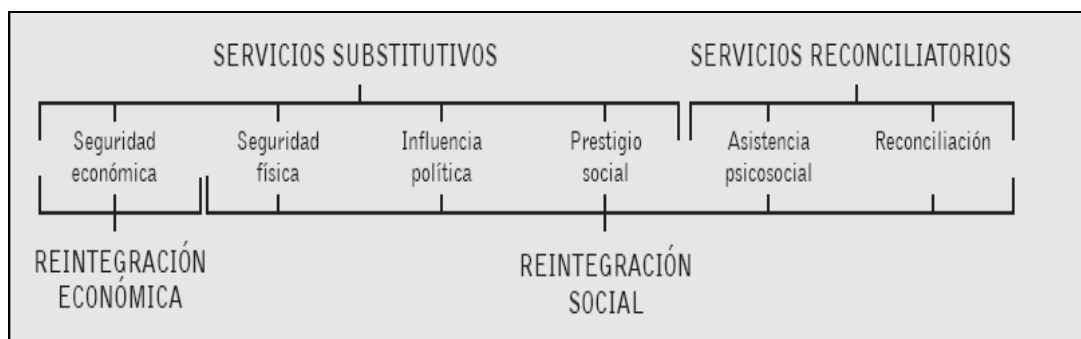 SERVICIOS SUBSTITUTIVOS
SERVICIOS RECONCILIATORIOS
Seguridad
económica
Seguridad
física
Influencia
política
Prestigio
social
Asistencia
psicosocial
Reconciliación
REINTEGRACIÓN
ECONÓMICA
REINTEGRACIÓN
SOCIAL